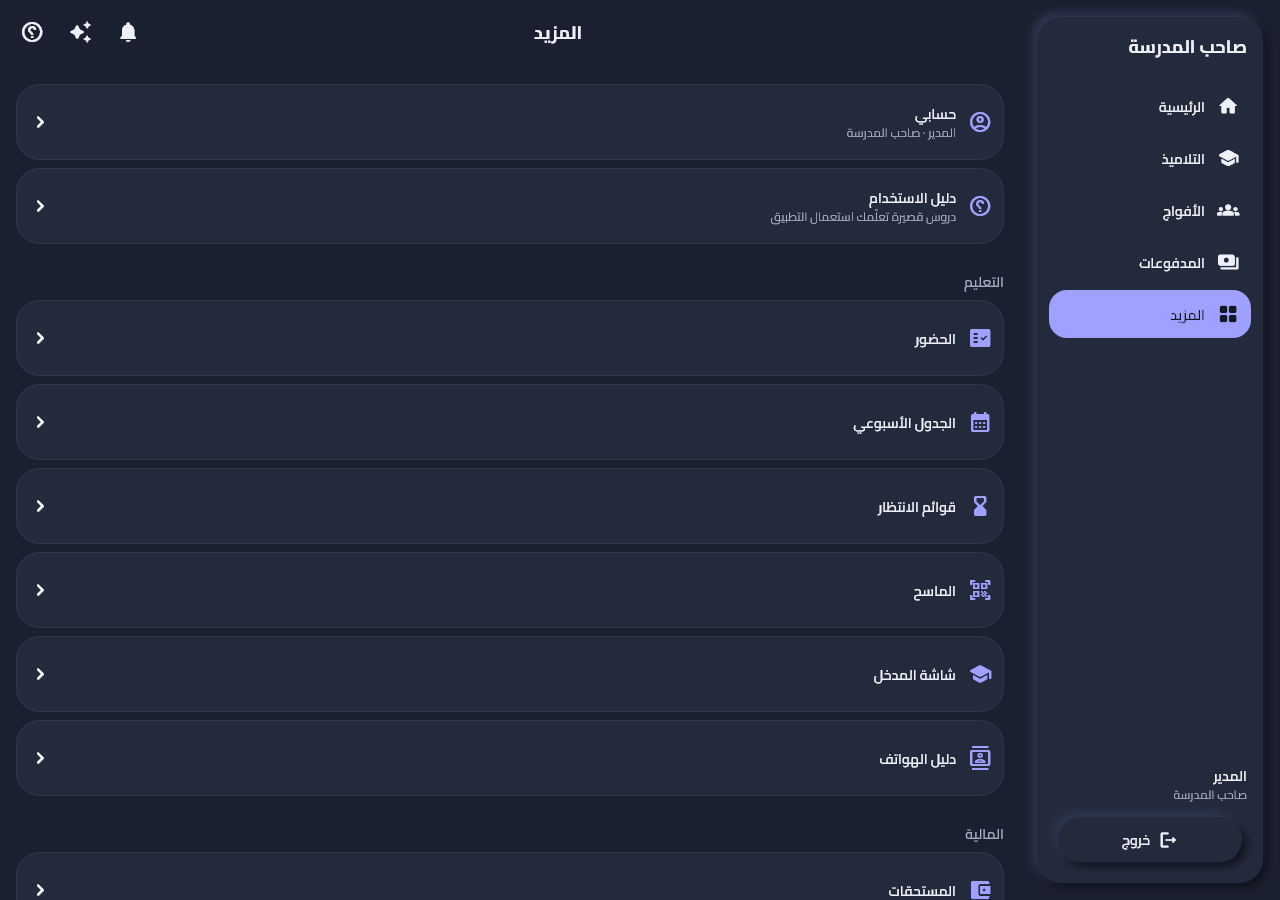 صاحب المدرسة
الرئيسية
التلاميذ
الأفواج
المدفوعات
المزيد
المدير
صاحب المدرسة
خروج
المزيد
حسابي
المدير · صاحب المدرسة
دليل الاستخدام
دروس قصيرة تعلّمك استعمال التطبيق
التعليم
الحضور
الجدول الأسبوعي
قوائم الانتظار
الماسح
شاشة المدخل
دليل الهواتف
المالية
المستحقات